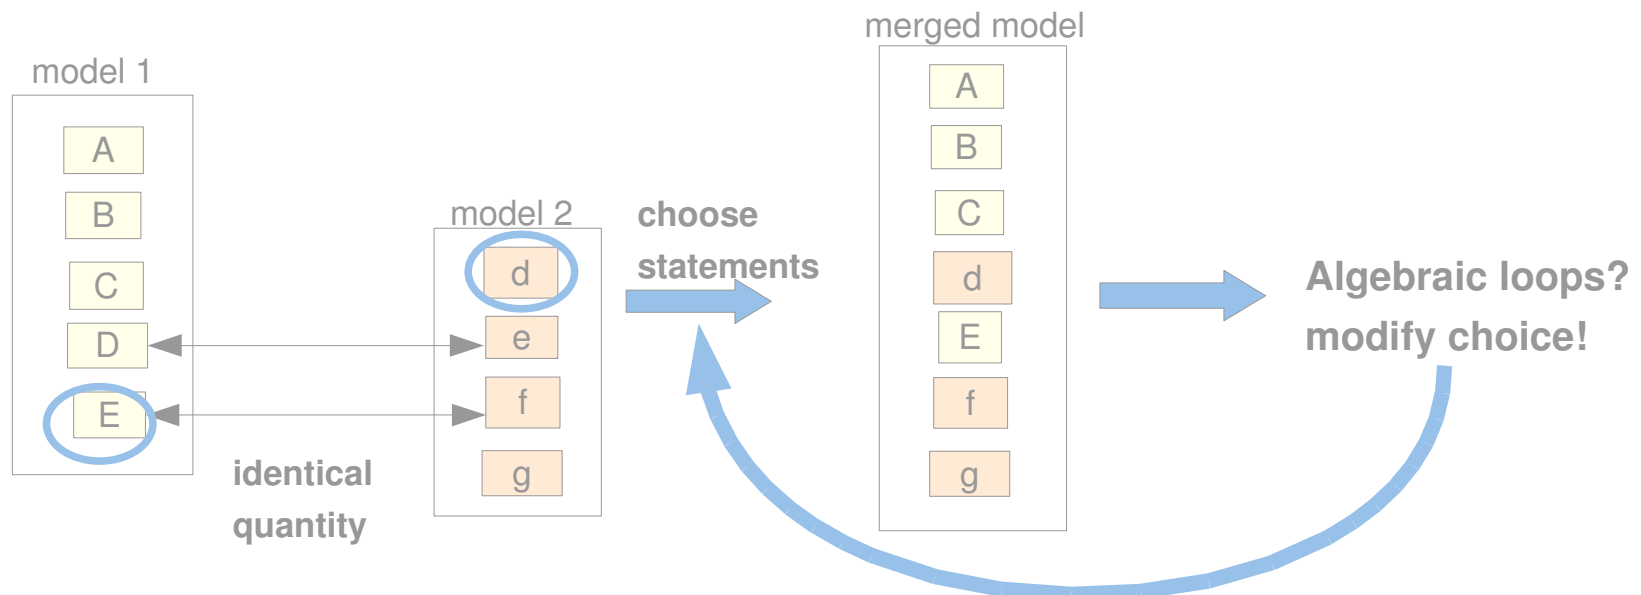 model 1
A
B
C
D
E
identical
quantity
model 2
d
e
f
g
choose
statements
merged model
A
B
C
d
E
f
g
Algebraic loops?
modify choice!